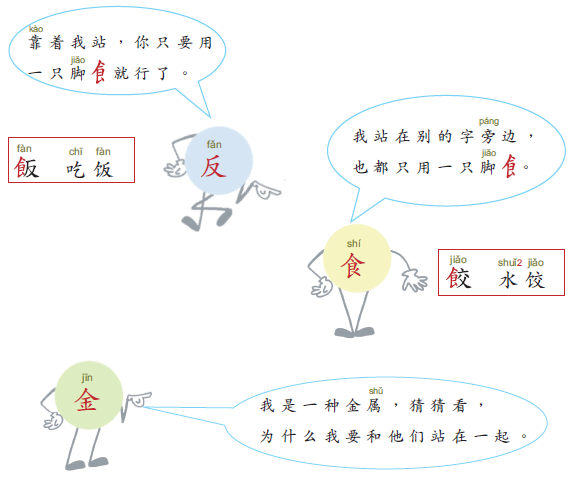 kào
靠着我站，你只要用
jiǎo
一只脚飠就行了。
páng
我站在别的字旁边，
jiǎo
也都只用一只脚飠。
fàn chī fàn
飯 吃饭
fǎn
反
shí
食
jiǎo shuǐ2 jiǎo
餃 水饺
jīn
金
shǔ
我是一种金属，猜猜看，
为什么我要和他们站在一起。